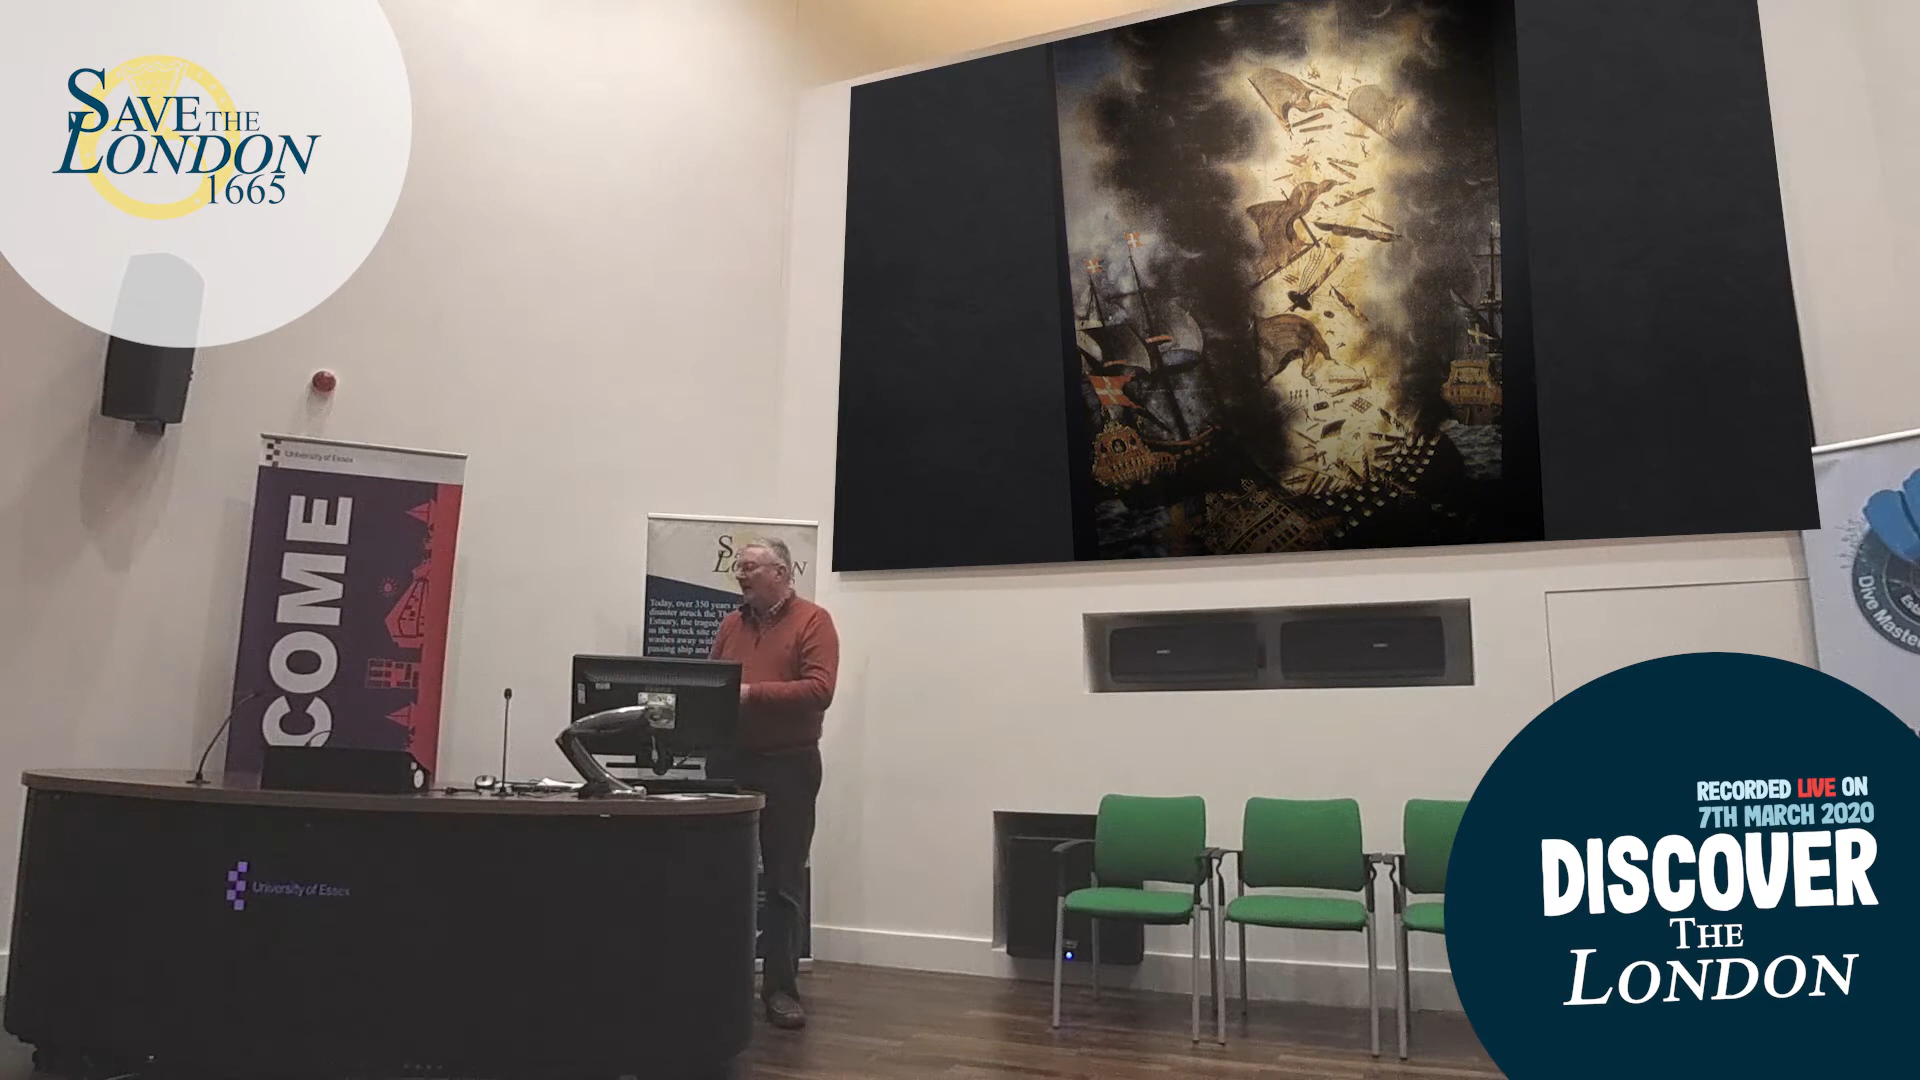 SAVE THE
LONDON
1665
University of Essex
COME
Today, over 350 years
disaster struck the
Estuary, the tragedy
as the wreck site
washes away with
passing ship and
University of Essex
Dive
RECORDED LIVE ON
7TH MARCH 2020
DISCOVER
THE
LONDON